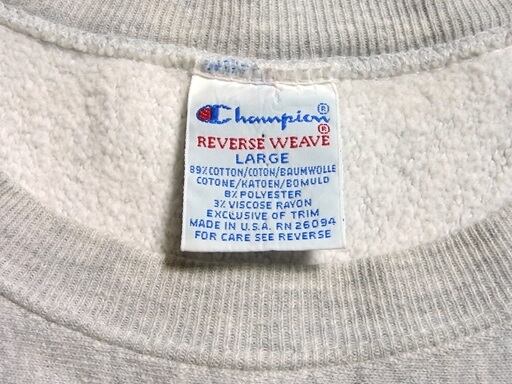 Champion®
REVERSE WEAVE®
LARGE
89% COTTON/COTON/BAUMWOLLE
COTONE/KATOEN/BOMULD
8% POLYESTER
3% VISCOSE RAYON
EXCLUSIVE OF TRIM
MADE IN U.S.A. RN 26094
FOR CARE SEE REVERSE